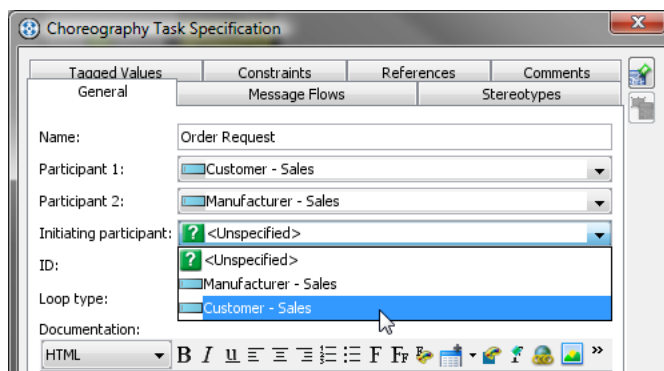 Choreography Task Specification
Tagged Values Constraints References Comments
General Message Flows Stereotypes
Name: Order Request
Participant 1: Customer - Sales
Participant 2: Manufacturer - Sales
Initiating participant: ? <Unspecified>
ID: ? <Unspecified>
Manufacturer - Sales
Loop type: Customer - Sales
Documentation:
HTML B I u F FF »